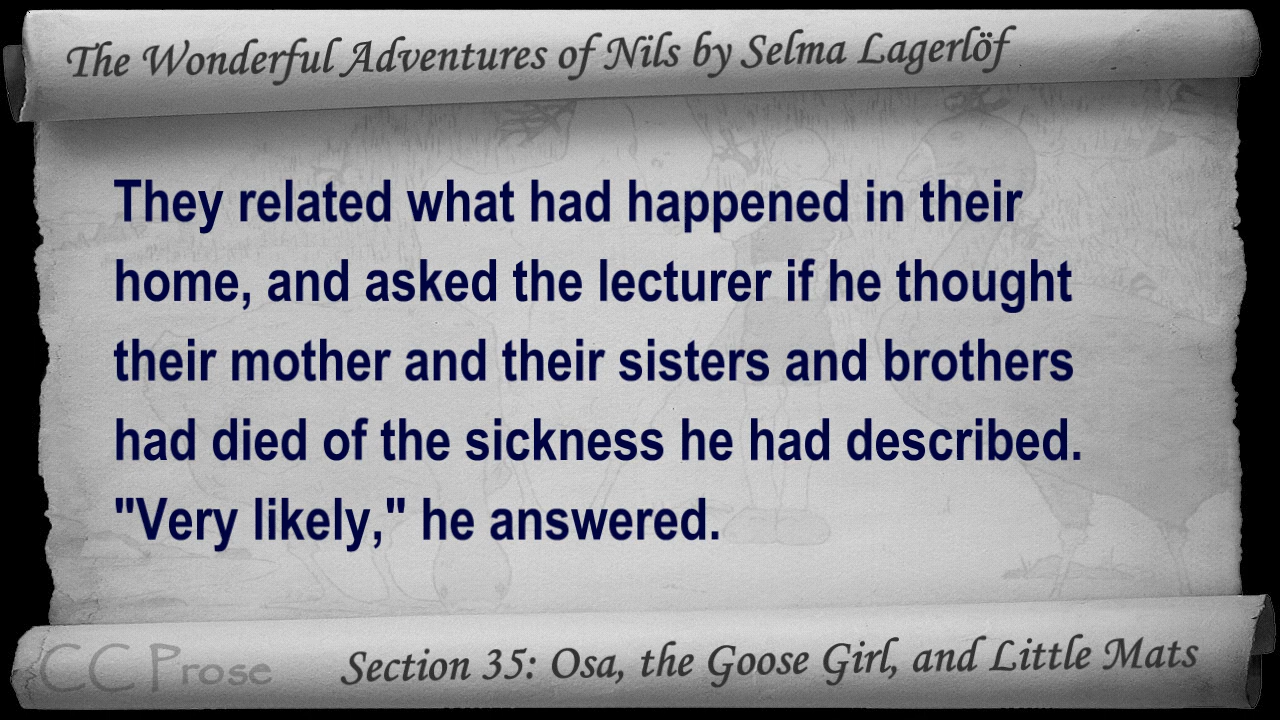 The Wonderful Adventures of Nils by Selma Lagerlöf
They related what had happened in their
home, and asked the lecturer if he thought
their mother and their sisters and brothers
had died of the sickness he had described.
"Very likely," he answered.
CC Prose
Section 35: Osa, the Goose Girl, and Little Mats